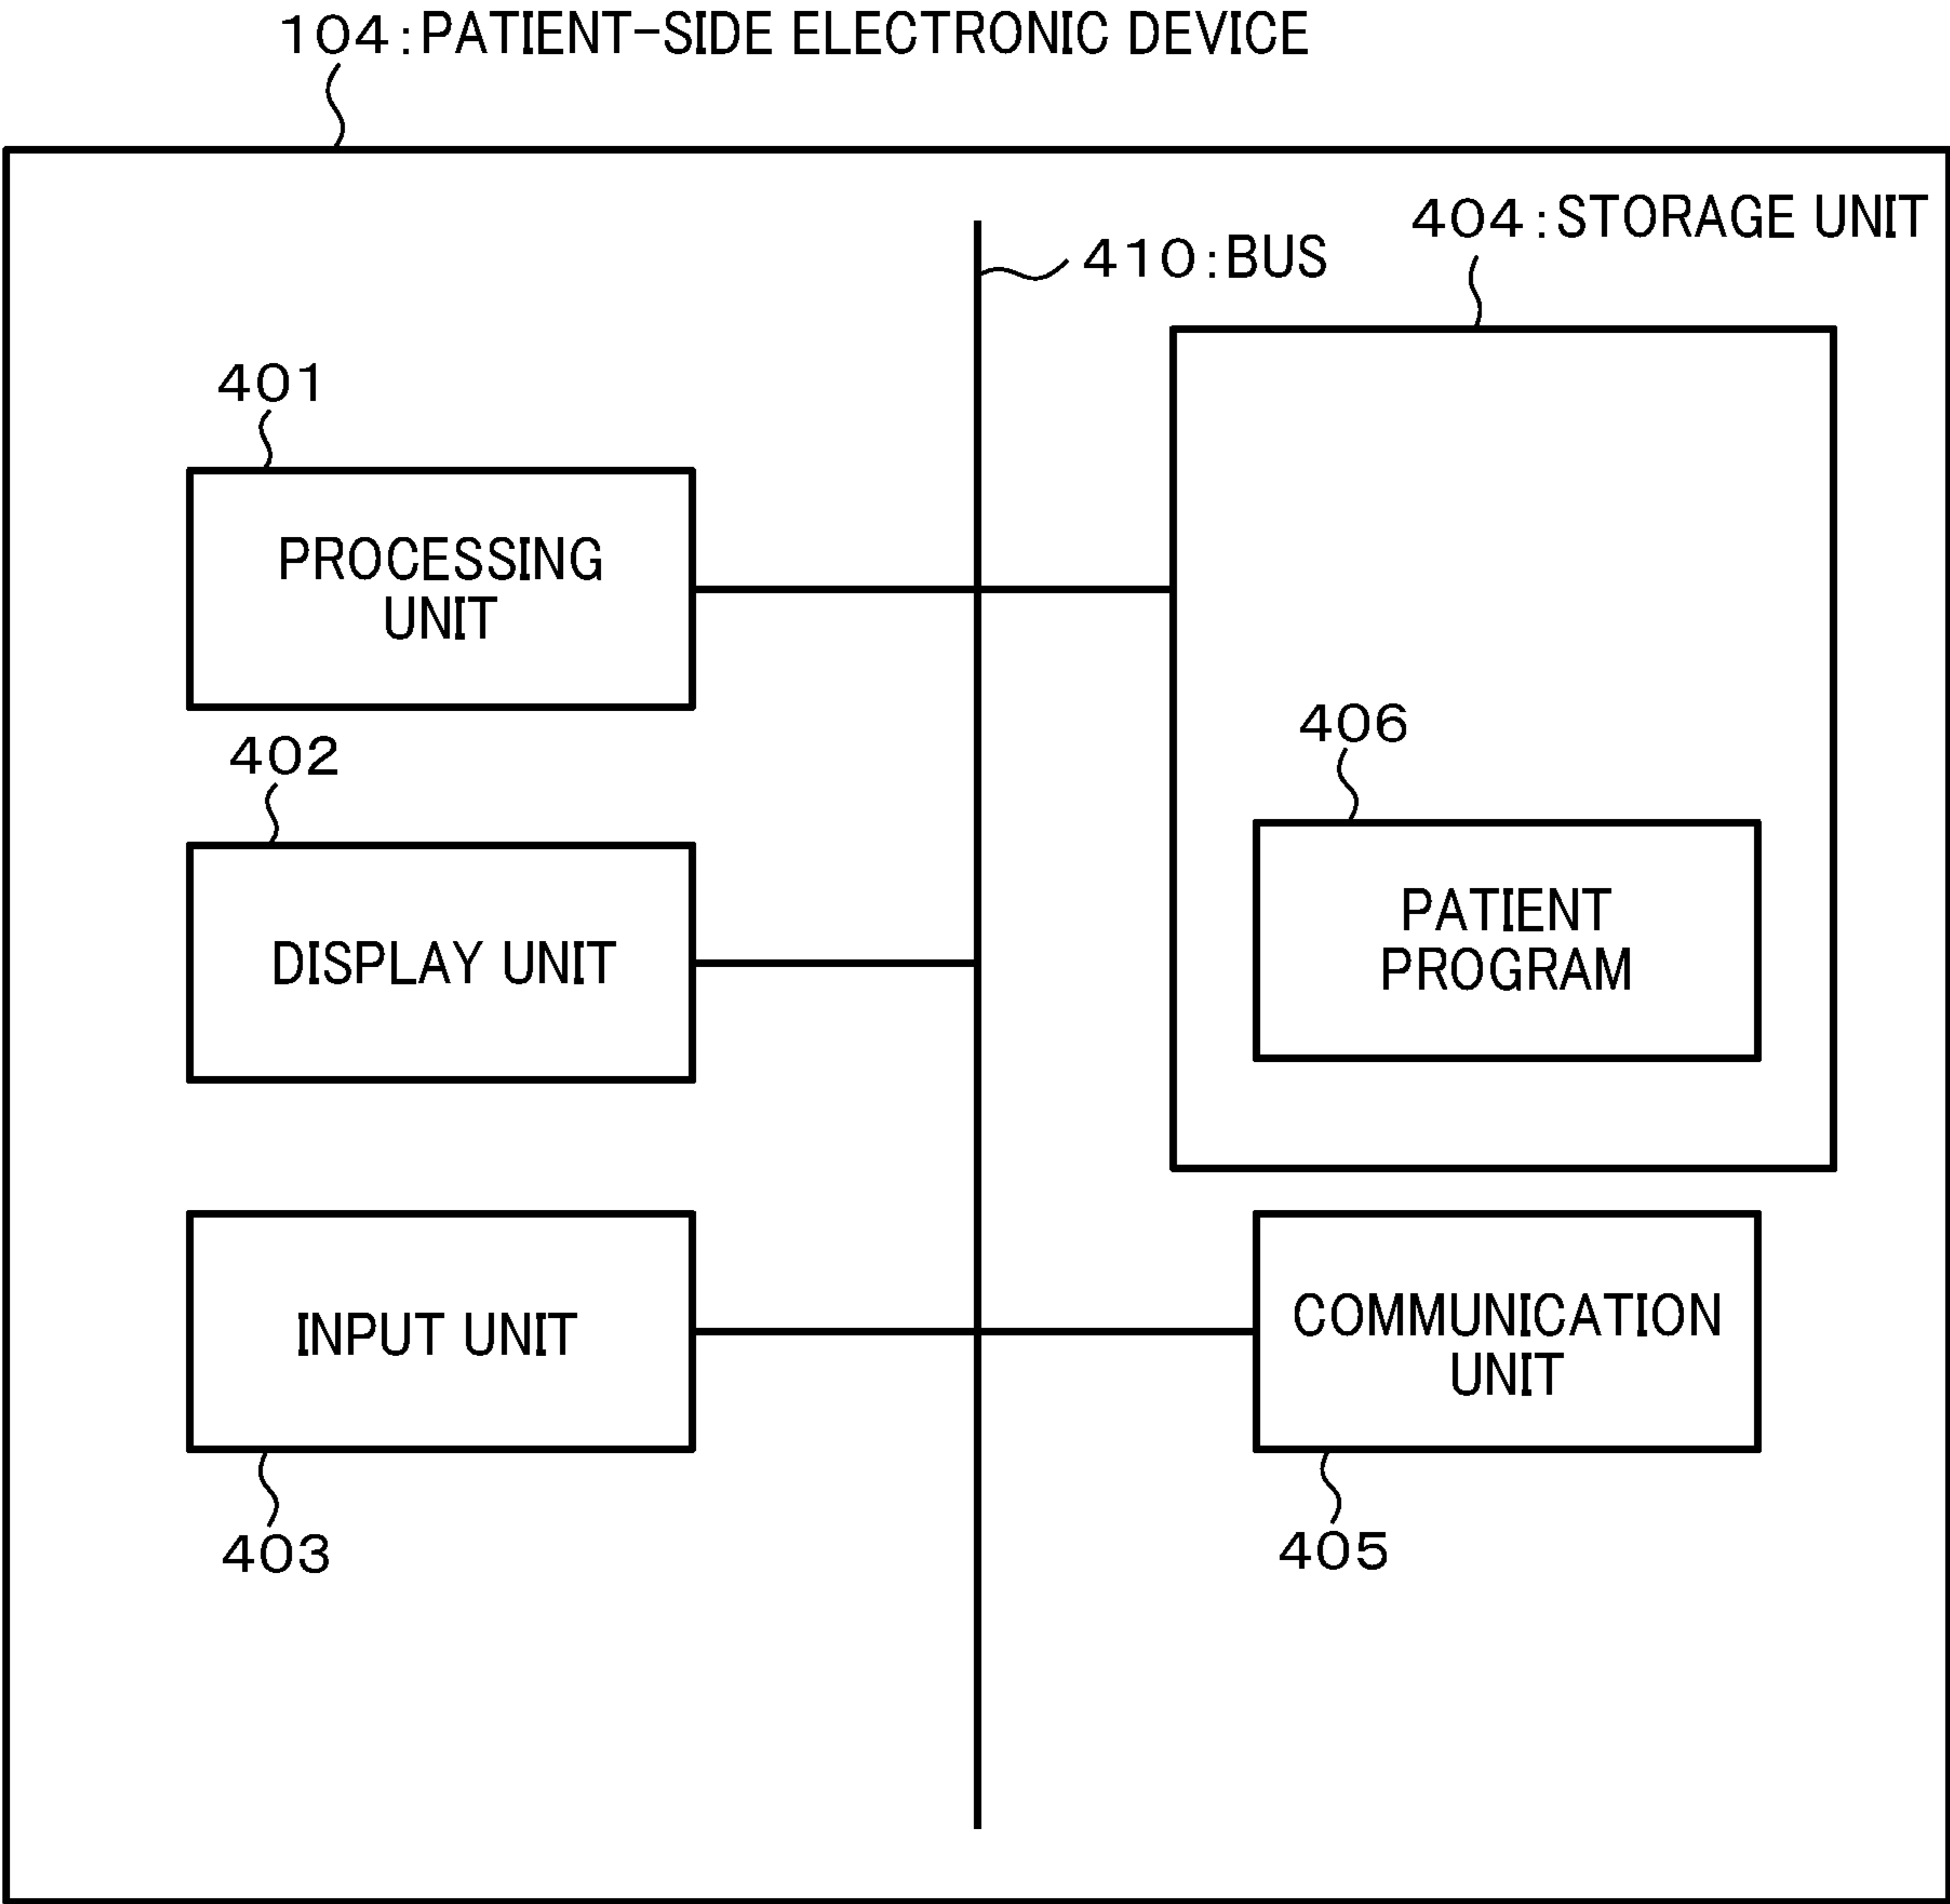 104:PATIENT-SIDE ELECTRONIC DEVICE
404:STORAGE UNIT
410:BUS
401
PROCESSING
UNIT
406
402
PATIENT
PROGRAM
DISPLAY UNIT
INPUT UNIT
COMMUNICATION
UNIT
403
405